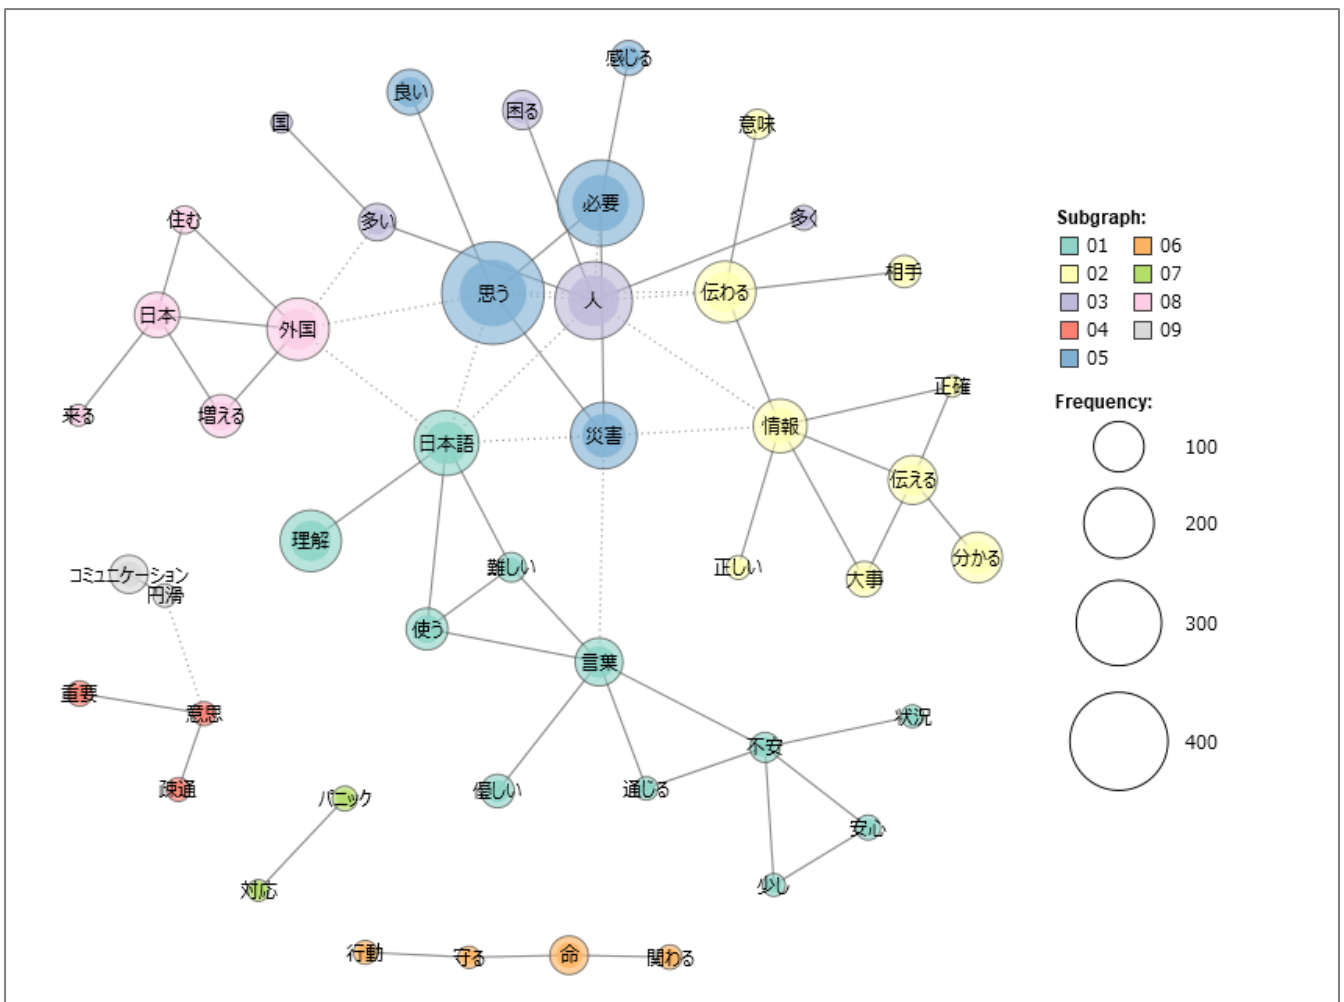 感じる
良い
困る
国
意味
必要
住む
多い
多く
相手
思う
人
伝わる
日本
外国
来る
増える
正確
日本語
災害
情報
伝える
理解
難しい
正しい
大事
分かる
コミュニケーション
円滑
使う
言葉
重要
意思
状況
不安
疎通
パニック
優しい
通じる
安心
対応
少し
行動
守る
命
関わる
Subgraph:
01
06
02
07
03
08
04
09
05
Frequency:
100
200
300
400